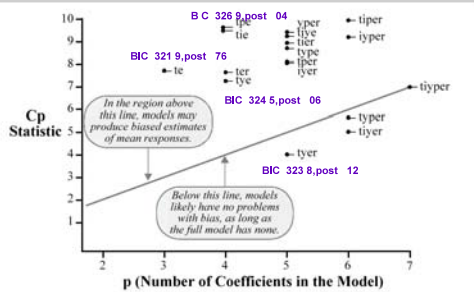 B C 326 9,post 04
10
tpe
yper
tiper
9
tie
tiye
iyper
tier
BIC 321 9,post 76
type
8
tper
te
ter
iyer
7
tye
tiyper
BIC 324 5,post 06
In the region above
this line, models may
produce biased estimates
of mean responses.
Cp
Statistic
6
typer
5
tiyer
4
tyer
BIC 323 8,post 12
3
Below this line, models
likely have no problems
with bias, as long as
the full model has none.
2
1
2 3 4 5 6 7
p (Number of Coefficients in the Model)